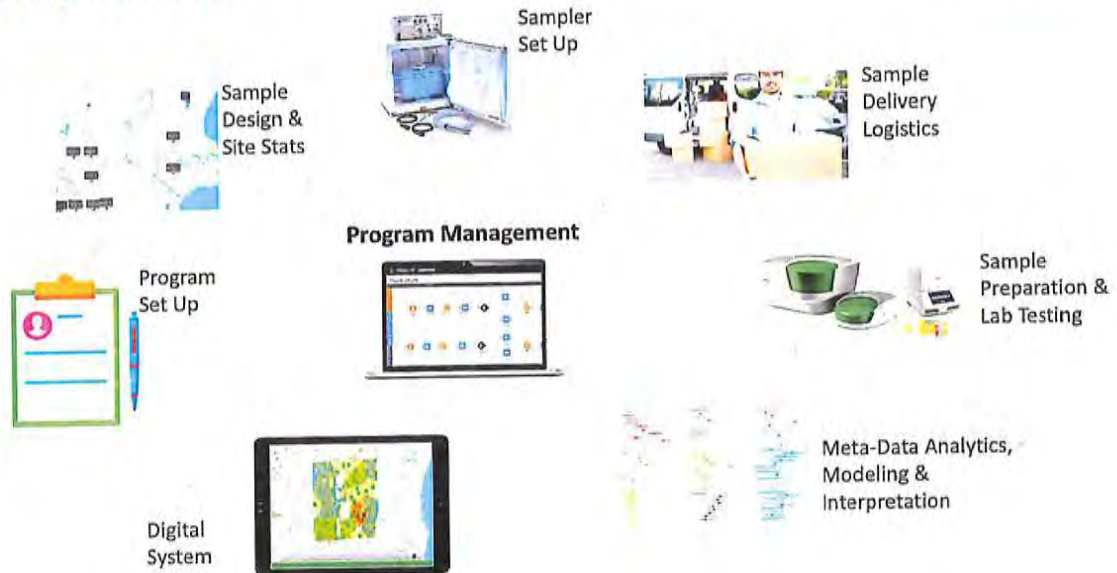 Sampler
Set Up
Sample
Delivery
Logistics
Sample
Design &
Site Stats
Program Management
Program
Set Up
Sample
Preparation &
Lab Testing
Meta-Data Analytics,
Modeling &
Interpretation
Digital
System